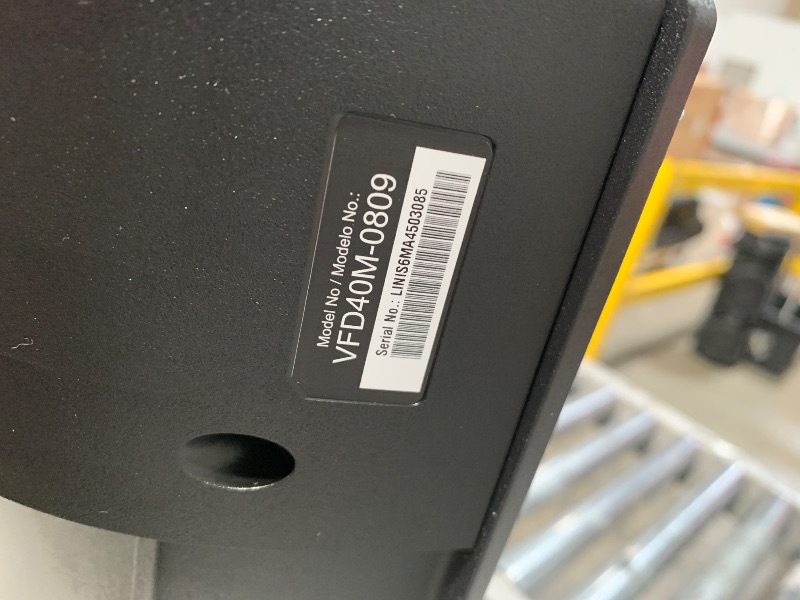 Model No / Modelo No.:
VFD40M-0809
Serial No.: LINIS6MA4503085